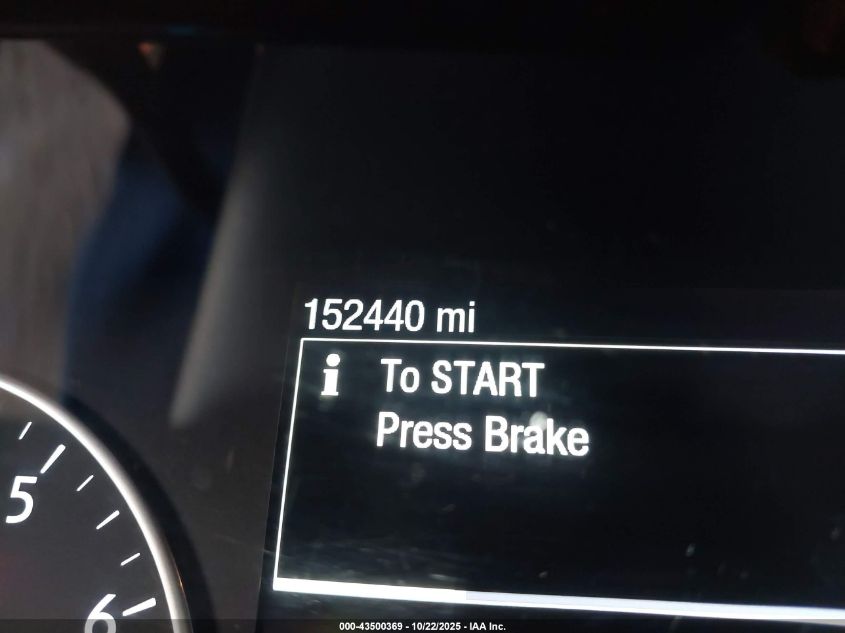 152440 mi
i To START
Press Brake
5
6
000-43500369 - 10/22/2025 - IAA Inc.